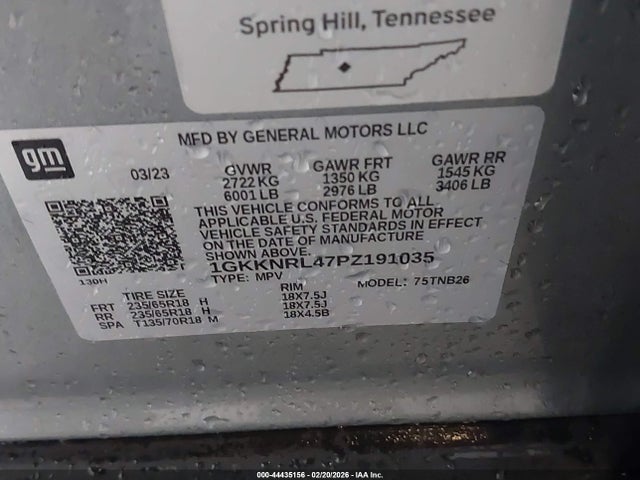 Spring Hill, Tennessee
MFD BY GENERAL MOTORS LLC
gm
03/23 GVWR GAWR FRT GAWR RR
2722 KG 1350 KG 1545 KG
6001 LB 2976 LB 3406 LB
THIS VEHICLE CONFORMS TO ALL
APPLICABLE U.S. FEDERAL MOTOR
VEHICLE SAFETY STANDARDS IN EFFECT
ON THE DATE OF MANUFACTURE
SHOWN ABOVE.
1GKKNRL47PZ191035
130H TYPE: MPV MODEL: 75TNB26
TIRE SIZE RIM
FRT 235/65R18 H 18X7.5J
RR 235/65R18 H 18X7.5J
SPA T135/70R18 M 18X4.5B
000-44435156 - 02/20/2026 - IAA Inc.